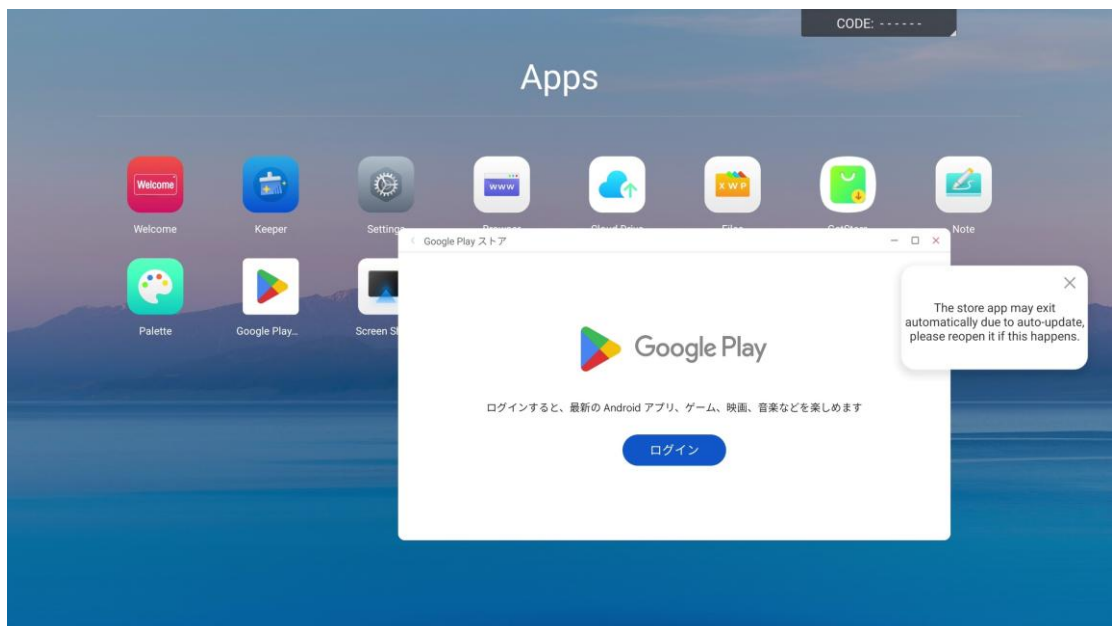 CODE: ------
Apps
Welcome
WWW
X W P
Welcome
Keeper
Settings
Note
Google Play ストア
Palette
Google Play...
Screen S
The store app may exit
automatically due to auto-update,
please reopen it if this happens.
Google Play
ログインすると、最新の Android アプリ、ゲーム、映画、音楽などを楽しめます
ログイン